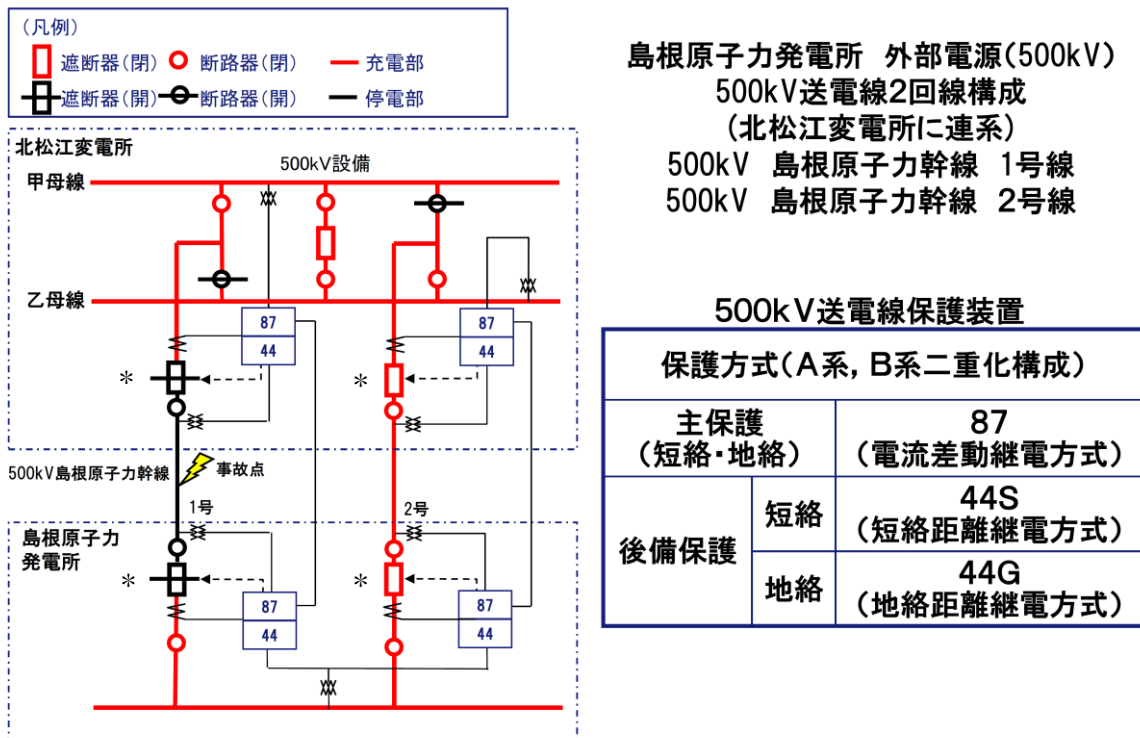 (凡例)
遮断器(閉) 断路器(閉) 充電部
遮断器(開) 断路器(開) 停電部
島根原子力発電所 外部電源(500kV)
500kV送電線2回線構成
(北松江変電所に連系)
500kV 島根原子力幹線 1号線
500kV 島根原子力幹線 2号線
北松江変電所
500kV設備
甲母線
乙母線
87
44
87
44
*
*
500kV島根原子力幹線
事故点
1号
2号
島根原子力
発電所
*
*
87
44
87
44
500kV送電線保護装置
保護方式(A系, B系二重化構成)
主保護
(短絡・地絡)
87
(電流差動継電方式)
後備保護
短絡
44S
(短絡距離継電方式)
地絡
44G
(地絡距離継電方式)